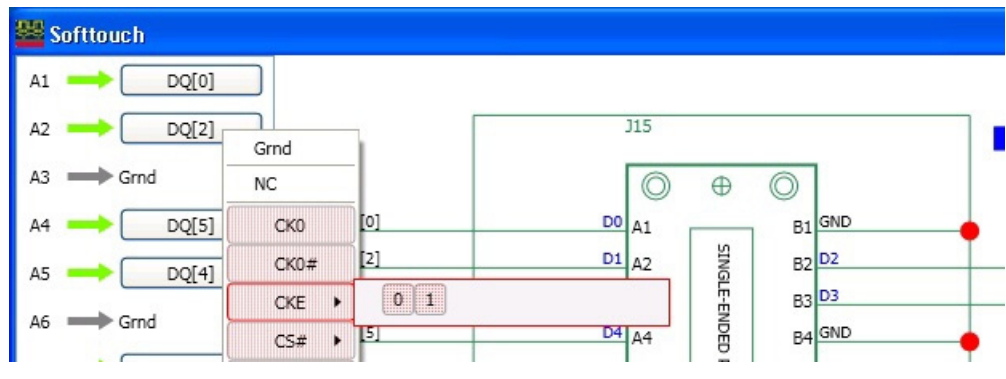 Softtouch
A1 DQ[0]
A2 DQ[2]
A3 Grnd
A4 DQ[5]
A5 DQ[4]
A6 Grnd
Grnd
NC
CK0
CK0#
CKE
CS#
0 1
[0]
[2]
[5]
J15
D0 A1
D1 A2
D4 A4
SINGLE-ENDED
B1 GND
B2 D2
B3 D3
B4 GND